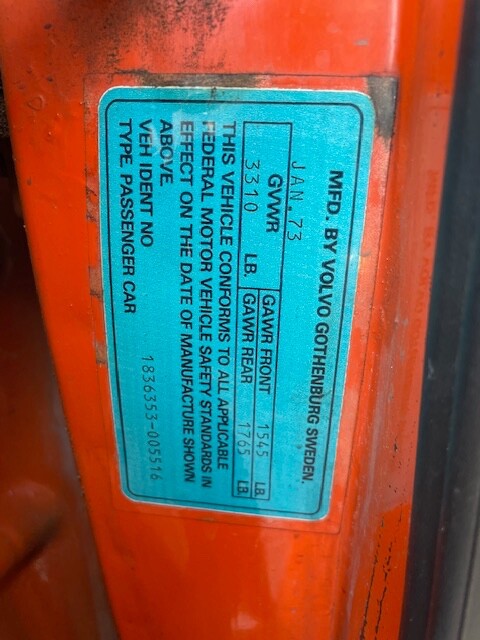 MFD. BY VOLVO GOTHENBURG SWEDEN.
JAN. 73
GVWR
3310 LB.
GAWR FRONT 1545 LB.
GAWR REAR 1765 LB.
THIS VEHICLE CONFORMS TO ALL APPLICABLE
FEDERAL MOTOR VEHICLE SAFETY STANDARDS IN
EFFECT ON THE DATE OF MANUFACTURE SHOWN
ABOVE.
VEH IDENT NO. 1836353-005516
TYPE. PASSENGER CAR